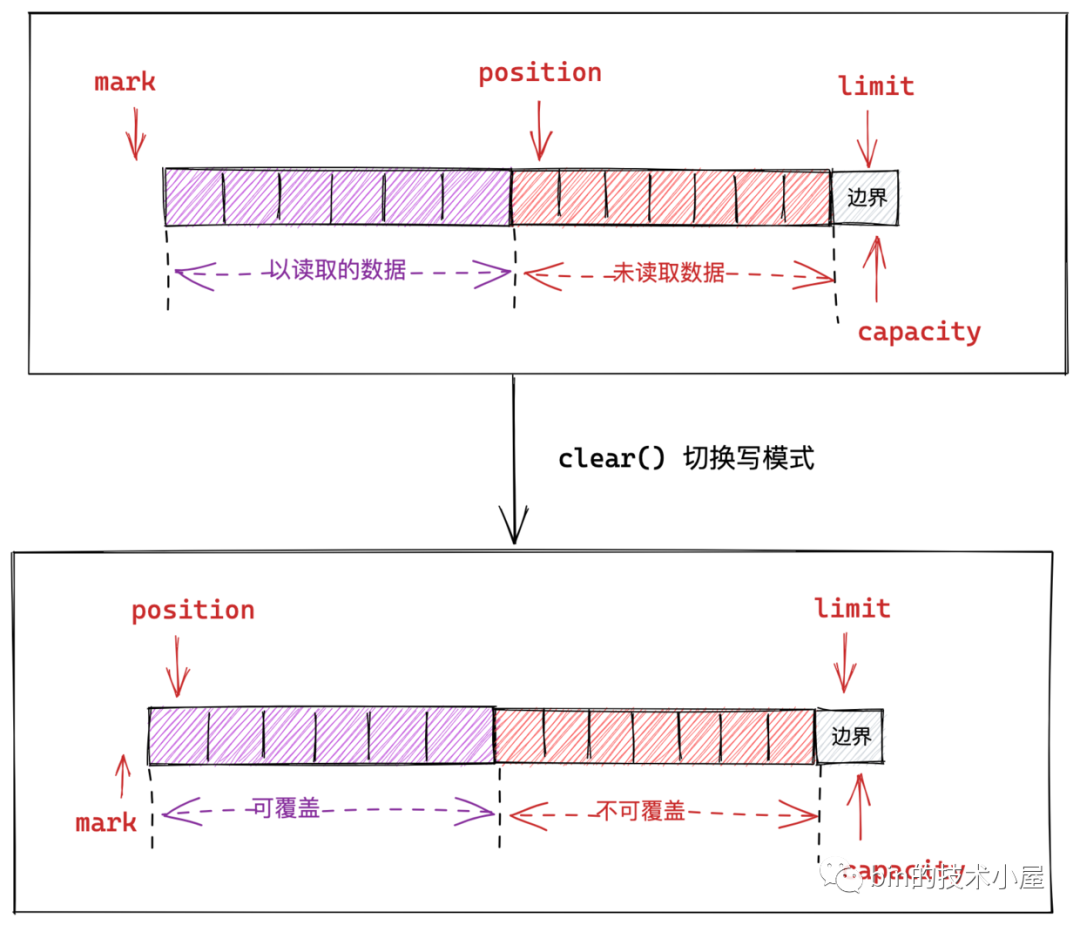 mark
position
limit
边界
以读取的数据
未读取数据
capacity
clear() 切换写模式
position
limit
边界
mark
可覆盖
不可覆盖
capacity
bin的技术小屋